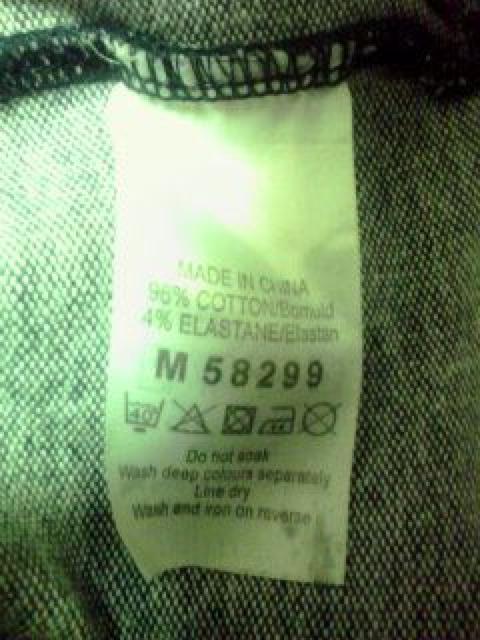 MADE IN CHINA
96% COTTON/Bomuld
4% ELASTANE/Elastan
M 58299
40
Do not soak
Wash deep colours separately
Line dry
Wash and iron on reverse